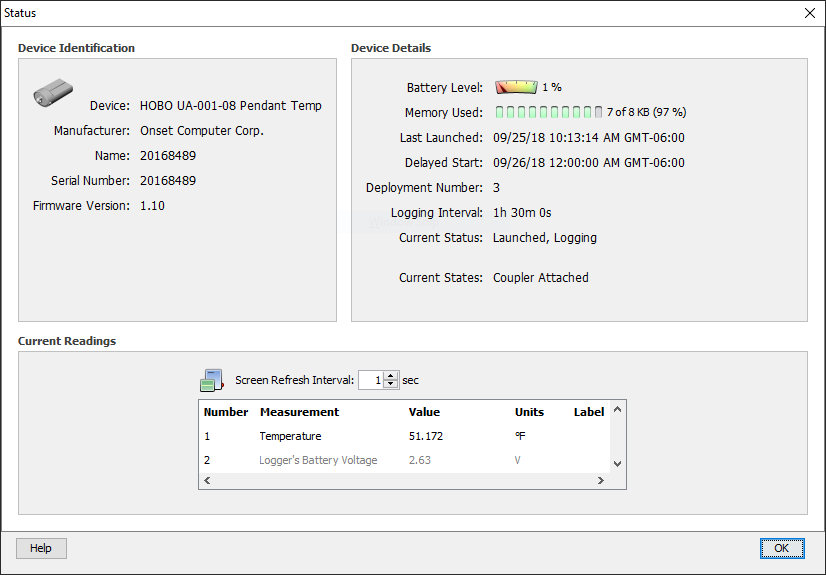 Status
Device Identification
Device: HOBO UA-001-08 Pendant Temp
Manufacturer: Onset Computer Corp.
Name: 20168489
Serial Number: 20168489
Firmware Version: 1.10
Device Details
Battery Level: 1 %
Memory Used: 7 of 8 KB (97 %)
Last Launched: 09/25/18 10:13:14 AM GMT-06:00
Delayed Start: 09/26/18 12:00:00 AM GMT-06:00
Deployment Number: 3
Logging Interval: 1h 30m 0s
Current Status: Launched, Logging
Current States: Coupler Attached
Current Readings
Screen Refresh Interval: 1 sec
Number Measurement Value Units Label
1 Temperature 51.172 °F
2 Logger's Battery Voltage 2.63 V
Help
OK